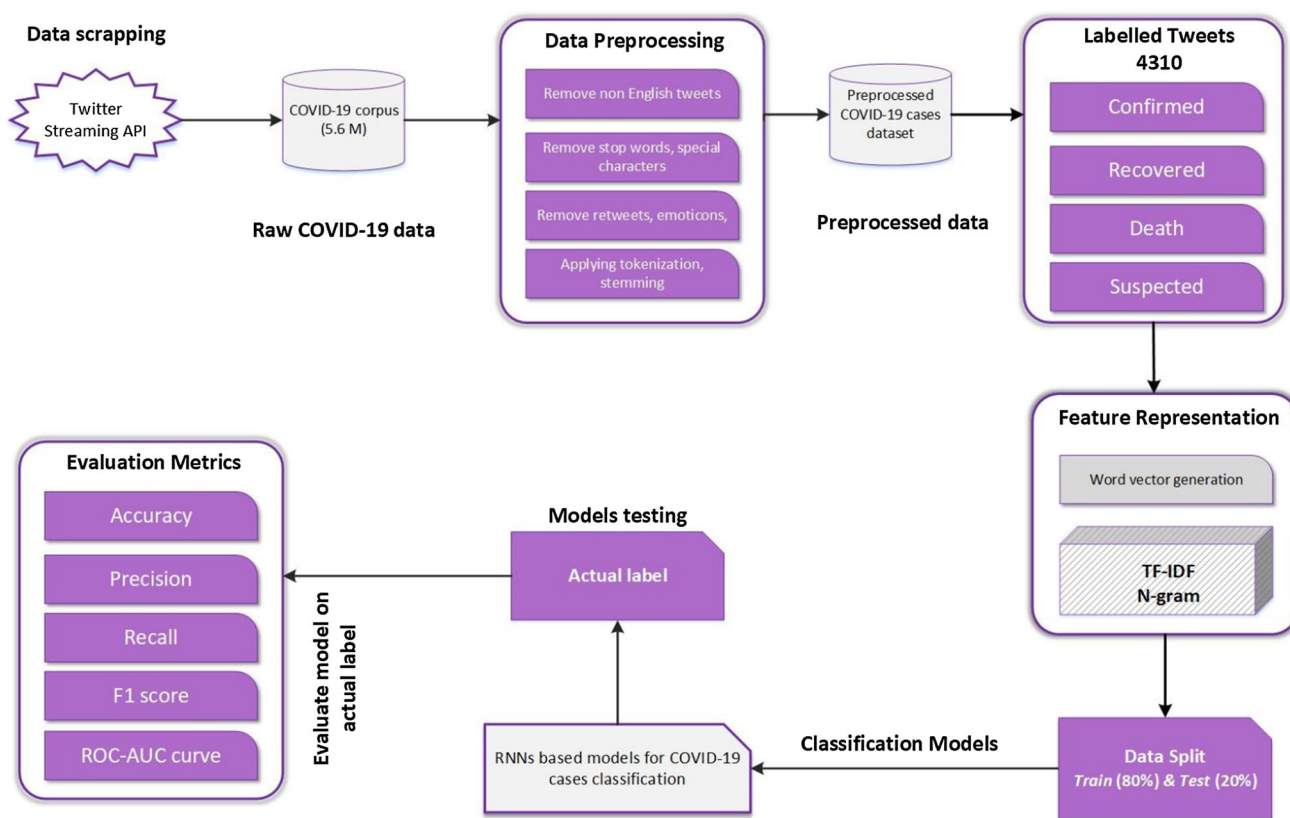 Data scrapping
Twitter
Streaming API
COVID-19 corpus
(5.6 M)
Raw COVID-19 data
Data Preprocessing
Remove non English tweets
Remove stop words, special
characters
Remove retweets, emoticons,
Applying tokenization,
stemming
Preprocessed
COVID-19 cases
dataset
Preprocessed data
Labelled Tweets
4310
Confirmed
Recovered
Death
Suspected
Feature Representation
Word vector generation
TF-IDF
N-gram
Data Split
Train (80%) & Test (20%)
Classification Models
RNNs based models for COVID-19
cases classification
Models testing
Actual label
Evaluate model on
actual label
Evaluation Metrics
Accuracy
Precision
Recall
F1 score
ROC-AUC curve